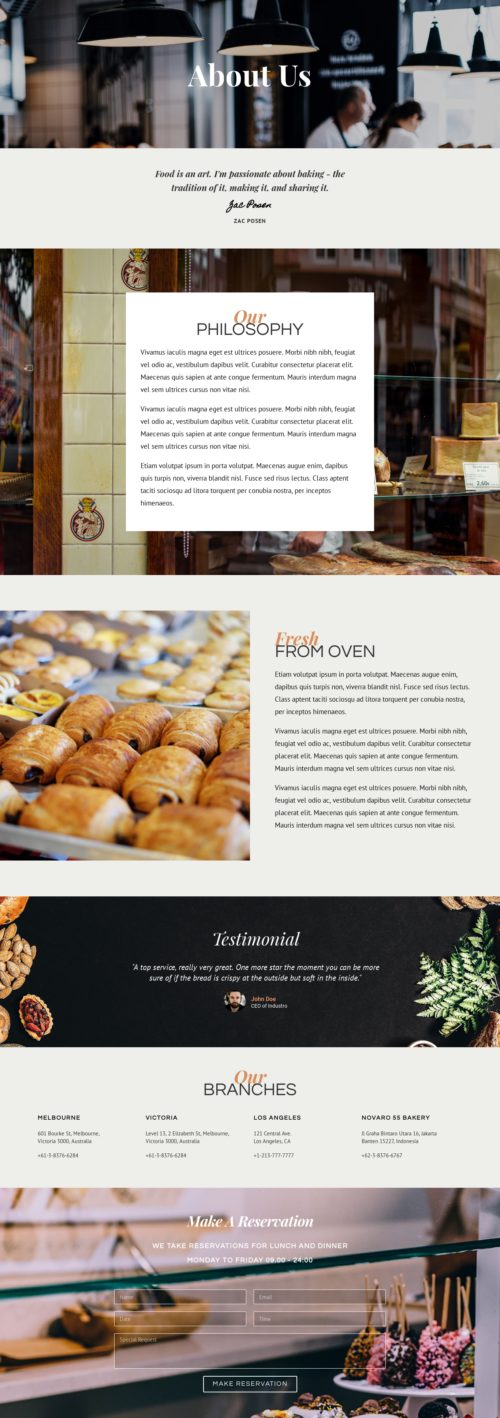 About Us
Food is an art. I'm passionate about baking - the
tradition of it, making it, and sharing it.
Zac Posen
ZAC POSEN
Our
PHILOSOPHY
Vivamus iaculis magna eget est ultrices posuere. Morbi nibh nibh, feugiat
vel odio ac, vestibulum dapibus velit. Curabitur consectetur placerat elit.
Maecenas quis sapien at ante congue fermentum. Mauris interdum magna
vel sem ultrices cursus non vitae nisi.
Vivamus iaculis magna eget est ultrices posuere. Morbi nibh nibh, feugiat
vel odio ac, vestibulum dapibus velit. Curabitur consectetur placerat elit.
Maecenas quis sapien at ante congue fermentum. Mauris interdum magna
vel sem ultrices cursus non vitae nisi.
Etiam volutpat ipsum in porta volutpat. Maecenas augue enim, dapibus
quis turpis non, viverra blandit nisl. Fusce sed risus lectus. Class aptent
taciti sociosqu ad litora torquent per conubia nostra, per inceptos
himenaeos.
Fresh
FROM OVEN
Etiam volutpat ipsum in porta volutpat. Maecenas augue enim,
dapibus quis turpis non, viverra blandit nisl. Fusce sed risus lectus.
Class aptent taciti sociosqu ad litora torquent per conubia nostra,
per inceptos himenaeos.
Vivamus iaculis magna eget est ultrices posuere. Morbi nibh nibh,
feugiat vel odio ac, vestibulum dapibus velit. Curabitur consectetur
placerat elit. Maecenas quis sapien at ante congue fermentum.
Mauris interdum magna vel sem ultrices cursus non vitae nisi.
Vivamus iaculis magna eget est ultrices posuere. Morbi nibh nibh,
feugiat vel odio ac, vestibulum dapibus velit. Curabitur consectetur
placerat elit. Maecenas quis sapien at ante congue fermentum.
Mauris interdum magna vel sem ultrices cursus non vitae nisi.
Testimonial
"A top service, really very great. One more star the moment you can be more
sure of if the bread is crispy at the outside but soft in the inside."
John Doe
CEO of Industro
Our
BRANCHES
MELBOURNE
601 Bourke St, Melbourne,
Victoria 3000, Australia
+61-3-8376-6284
VICTORIA
Level 13, 2 Elizabeth St, Melbourne,
Victoria 3000, Australia
+61-3-8376-6284
LOS ANGELES
121 Central Ave.
Los Angeles, CA
+1-213-777-7777
NOVARO 55 BAKERY
Jl Graha Bintaro Utara 16, Jakarta
Banten 15227, Indonesia
+62-3-8376-6767
Make A Reservation
WE TAKE RESERVATIONS FOR LUNCH AND DINNER
MONDAY TO FRIDAY 09.00 - 24:00
Name
Email
Date
Time
Special Request
MAKE RESERVATION